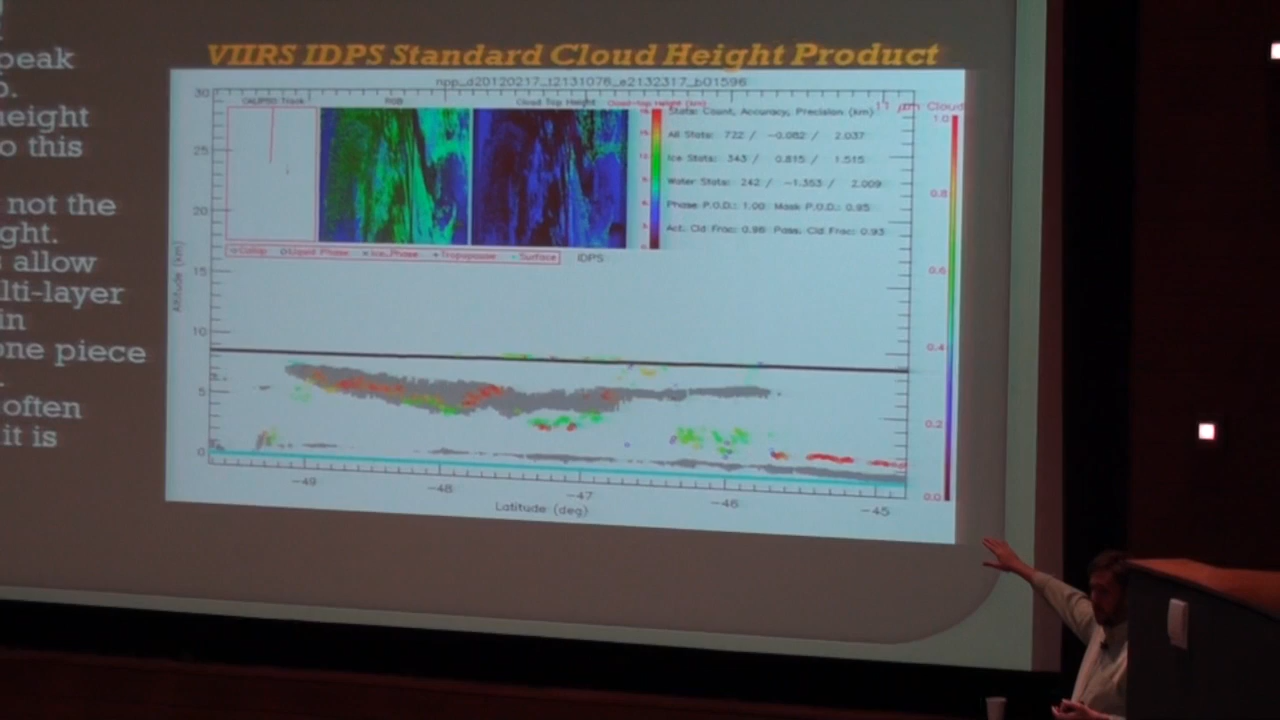 peak
o.
height
o this
not the
ght.
s allow
lti-layer
in
one piece
often
it is
VIIRS IDPS Standard Cloud Height Product
npp_d20120217_t2131076_e2132317_b01596
CALIPSO Track
RGB
Cloud Top Height
Cloud-top Height (km)
Stats: Count, Accuracy, Precision (km)
All Stats: 722 / -0.082 / 2.037
Ice Stats: 343 / 0.815 / 1.515
Water Stats: 242 / -1.353 / 2.009
Phase P.O.D.: 1.00 Mask P.O.D.: 0.95
Act. Cld Frac: 0.96 Pass. Cld Frac: 0.93
11 μm Cloud
Liquid Phase
Ice Phase
Tropopause
Surface
IDPS
Altitude (km)
30
25
20
15
10
5
0
-49
-48
-47
-46
-45
Latitude (deg)
1.0
0.8
0.6
0.4
0.2
0.0